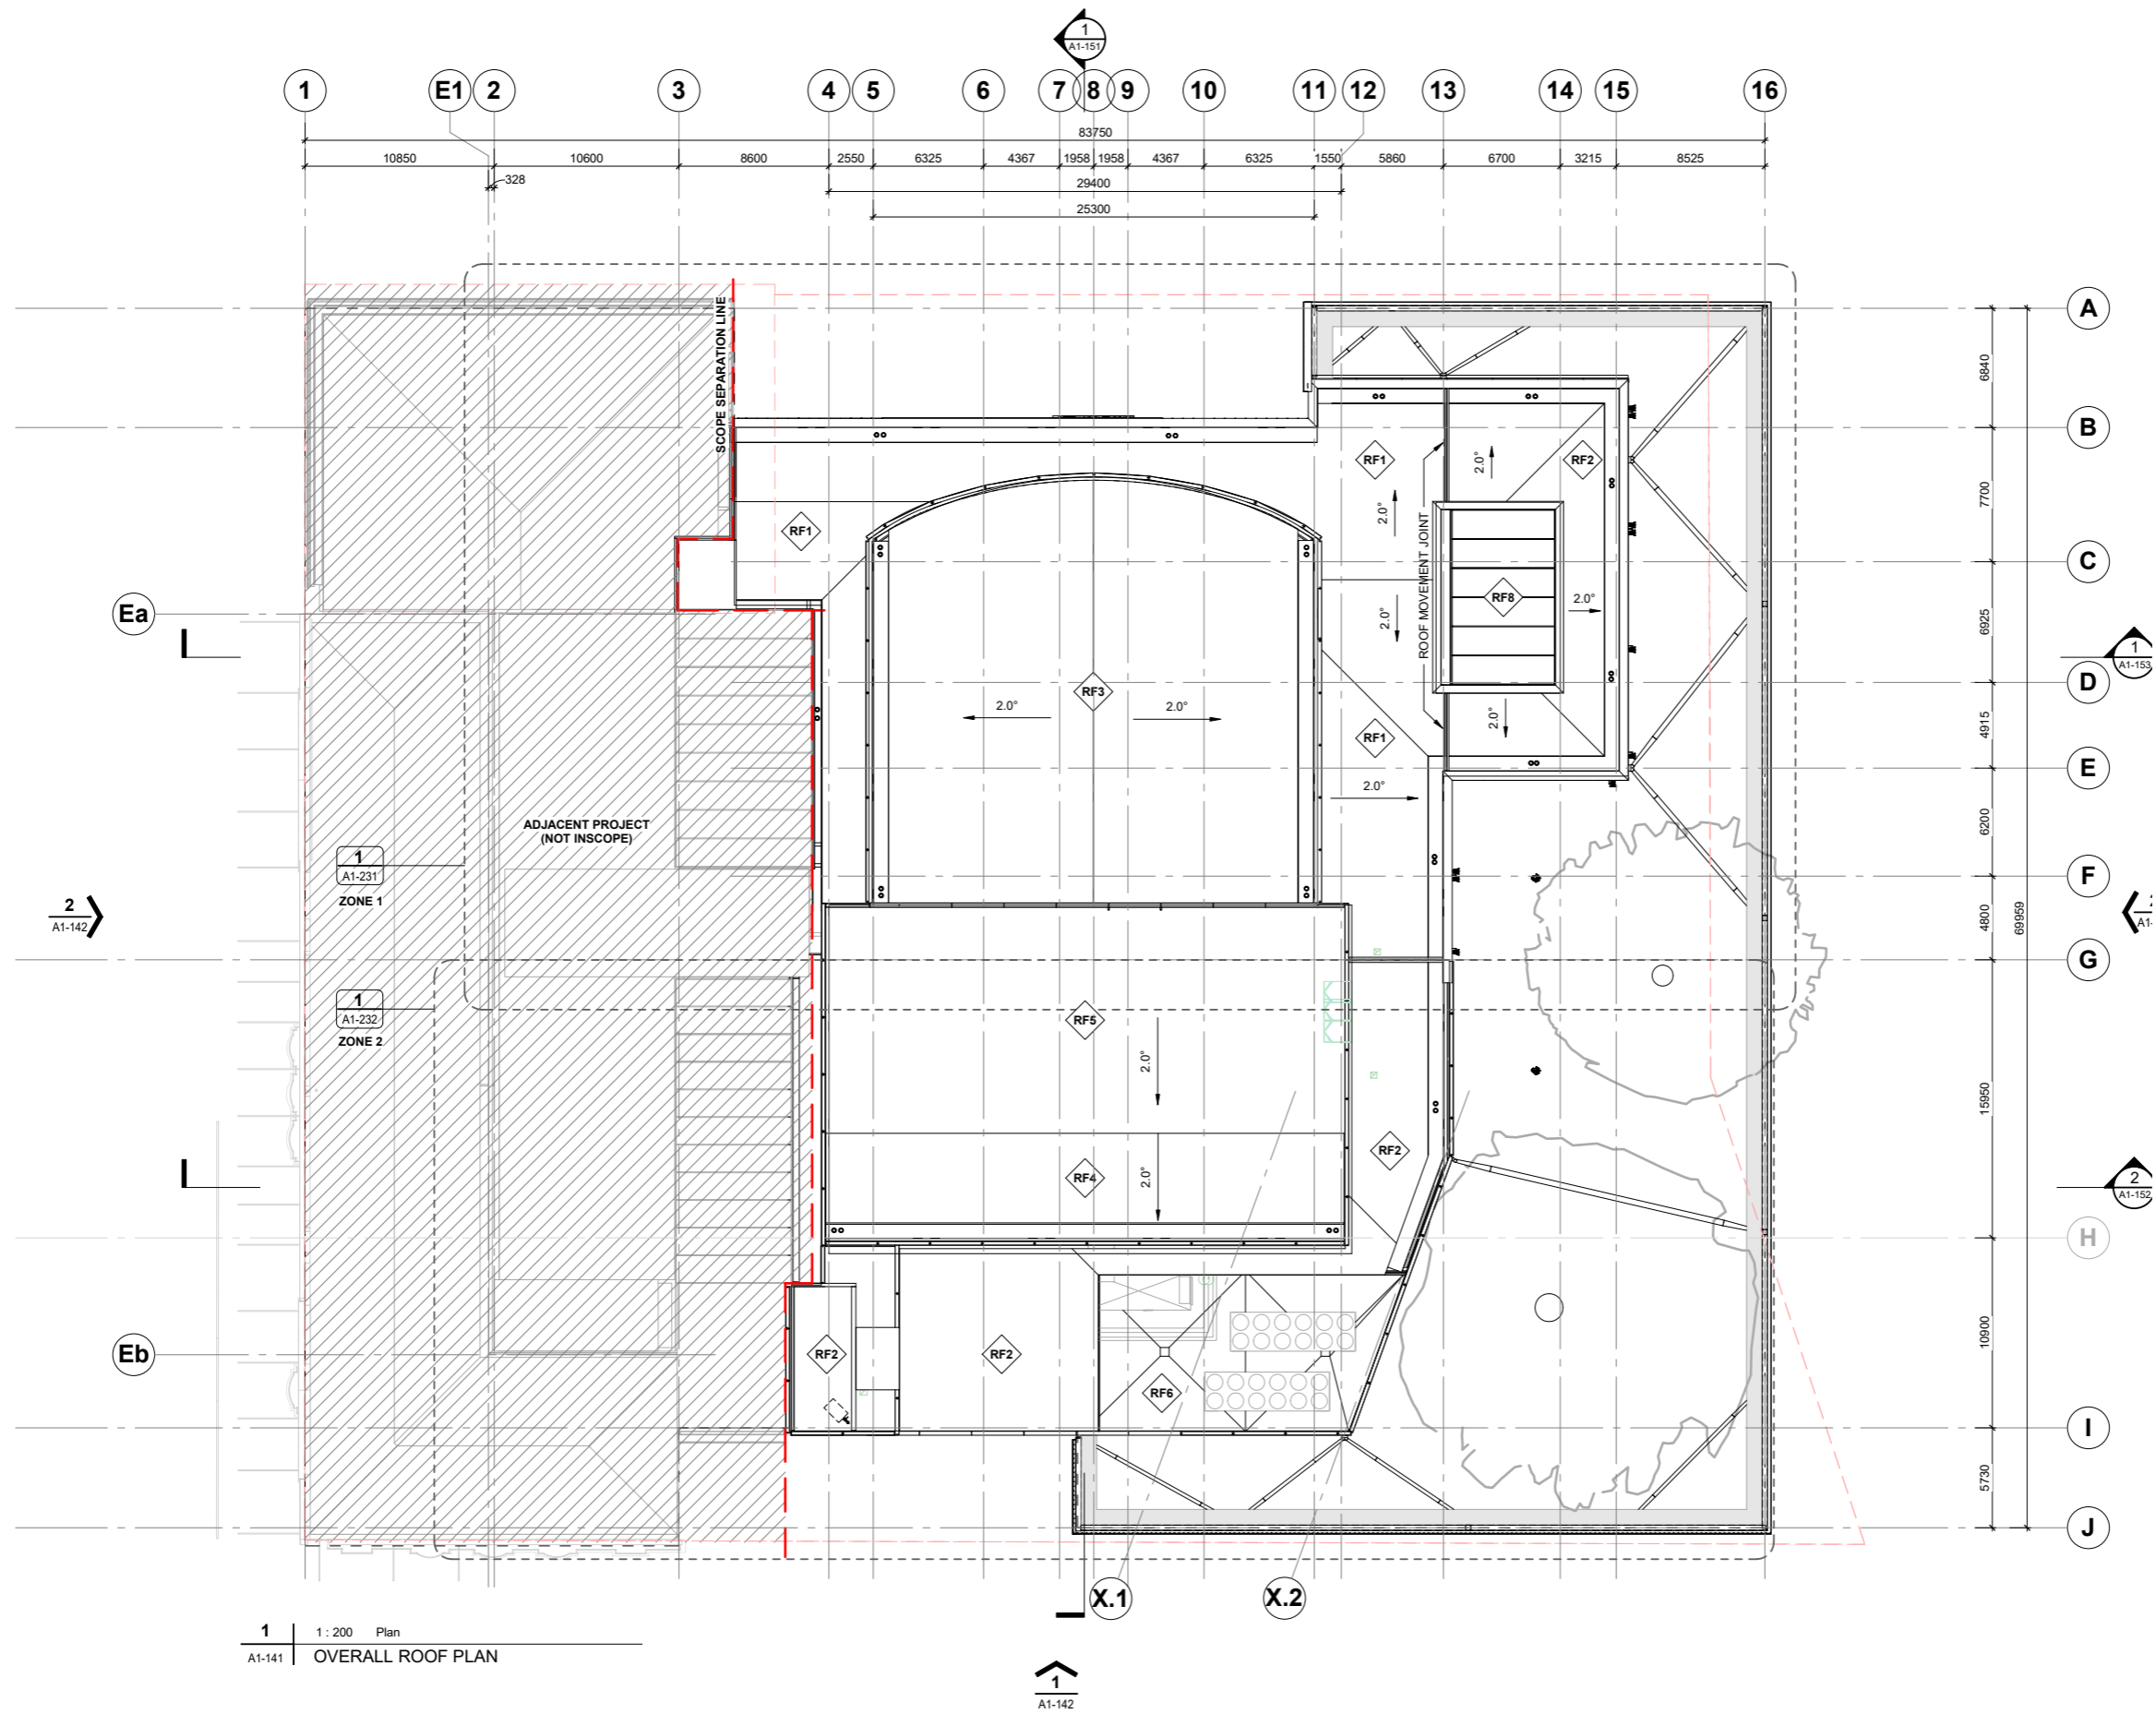 1
A1-151
1 E1 2 3 4 5 6 7 8 9 10 11 12 13 14 15 16
83750
10850 10600 8600 2550 6325 4367 1958 1958 4367 6325 1550 5860 6700 3215 8525
328
29400
25300
SCOPE SEPARATION LINE
A
6840
B
RF1
2.0°
RF2
7700
2.0°
ROOF MOVEMENT JOINT
RF1
C
RF8
2.0°
Ea
2.0°
6925
1
A1-153
D
RF3
2.0°
2.0°
2.0°
RF1
4915
E
2.0°
6200
ADJACENT PROJECT
(NOT INSCOPE)
1
A1-231
ZONE 1
F
2
A1-142
4800
69959
G
1
A1-232
ZONE 2
RF5
2.0°
15950
RF2
RF4
2.0°
2
A1-152
H
Eb
RF2
RF2
RF6
10900
I
5730
J
X.1
X.2
1
1 : 200 Plan
A1-141
OVERALL ROOF PLAN
1
A1-142